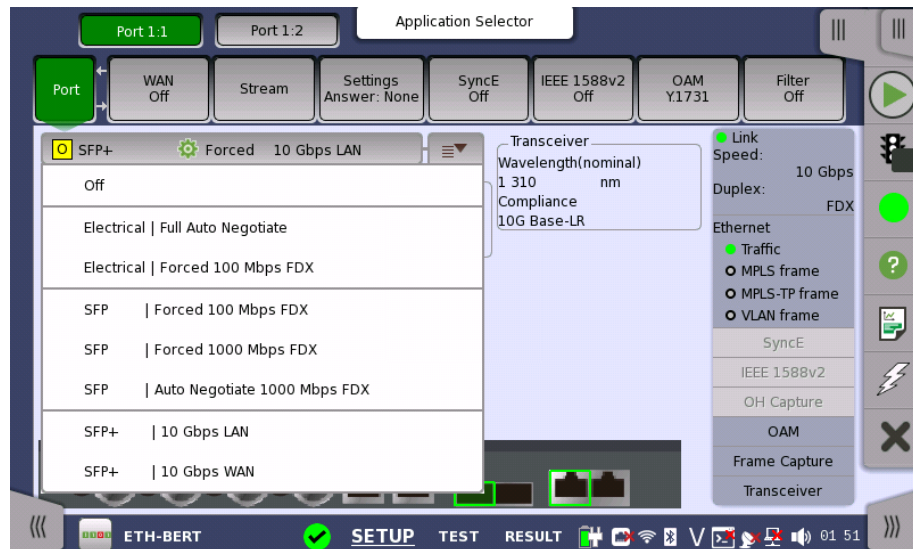 Application Selector
Port 1:1
Port 1:2
Port
WAN
Off
Stream
Settings
Answer: None
SyncE
Off
IEEE 1588v2
Off
OAM
Y.1731
Filter
Off
O SFP+ Forced 10 Gbps LAN
Off
Electrical | Full Auto Negotiate
Electrical | Forced 100 Mbps FDX
SFP | Forced 100 Mbps FDX
SFP | Forced 1000 Mbps FDX
SFP | Auto Negotiate 1000 Mbps FDX
SFP+ | 10 Gbps LAN
SFP+ | 10 Gbps WAN
Transceiver
Wavelength(nominal)
1 310 nm
Compliance
10G Base-LR
Link
Speed:
10 Gbps
Duplex:
FDX
Ethernet
Traffic
MPLS frame
MPLS-TP frame
VLAN frame
SyncE
IEEE 1588v2
OH Capture
OAM
Frame Capture
Transceiver
ETH-BERT
SETUP
TEST
RESULT
V
01 51